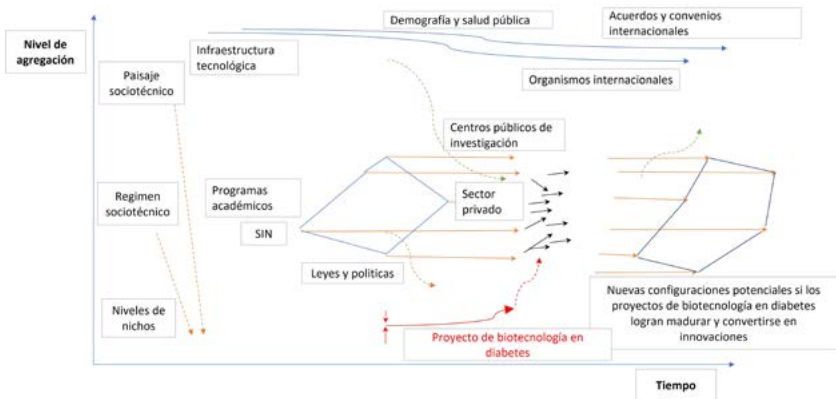 Nivel de
agregación
Demografía y salud pública
Acuerdos y convenios
internacionales
Infraestructura
tecnológica
Organismos internacionales
Paisaje
sociotécnico
Centros públicos de
investigación
Regimen
sociotécnico
Programas
académicos
SIN
Sector
privado
Leyes y politicas
Niveles de
nichos
Proyecto de biotecnología en
diabetes
Nuevas configuraciones potenciales si los
proyectos de biotecnología en diabetes
logran madurar y convertirse en
innovaciones
Tiempo